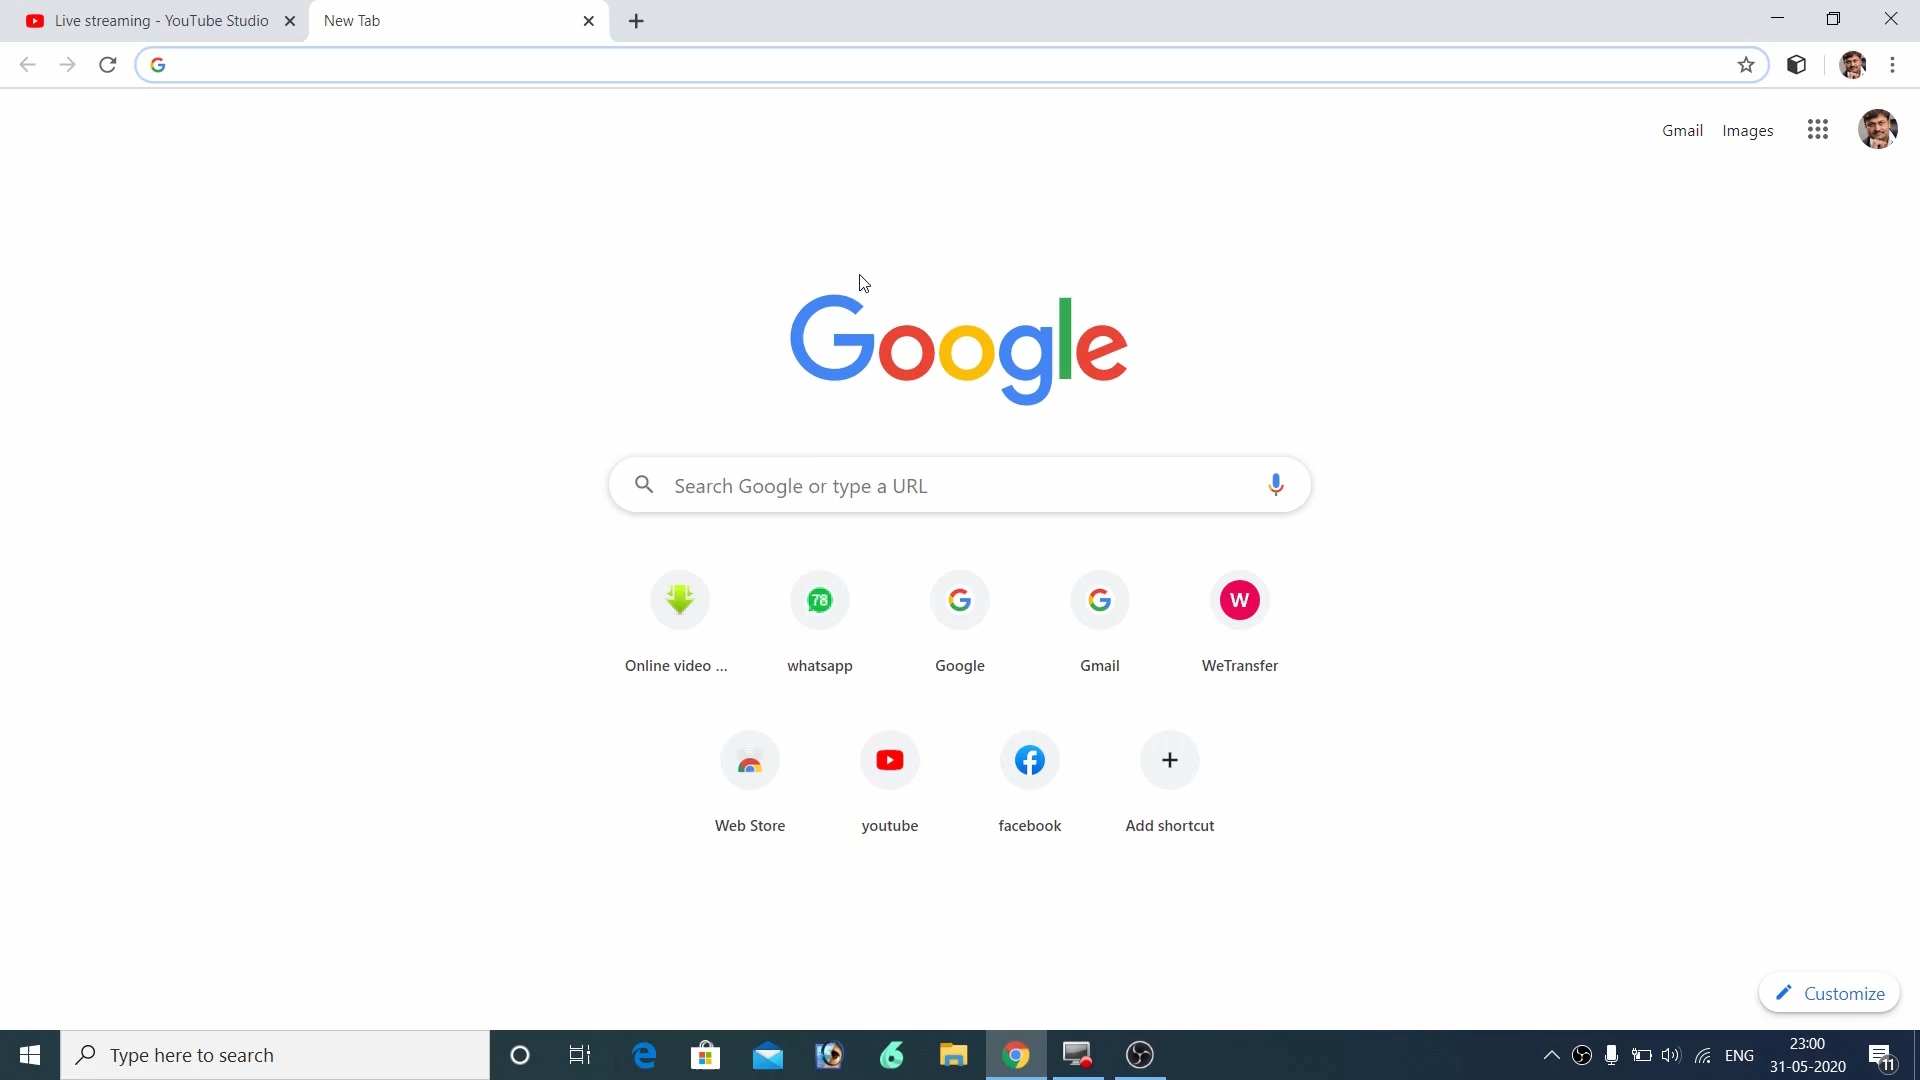 Live streaming - YouTube Studio
New Tab
Gmail
Images
Google
Search Google or type a URL
Online video ...
whatsapp
Google
Gmail
WeTransfer
78
W
Web Store
youtube
facebook
Add shortcut
Customize
Type here to search
ENG
23:00
31-05-2020
11